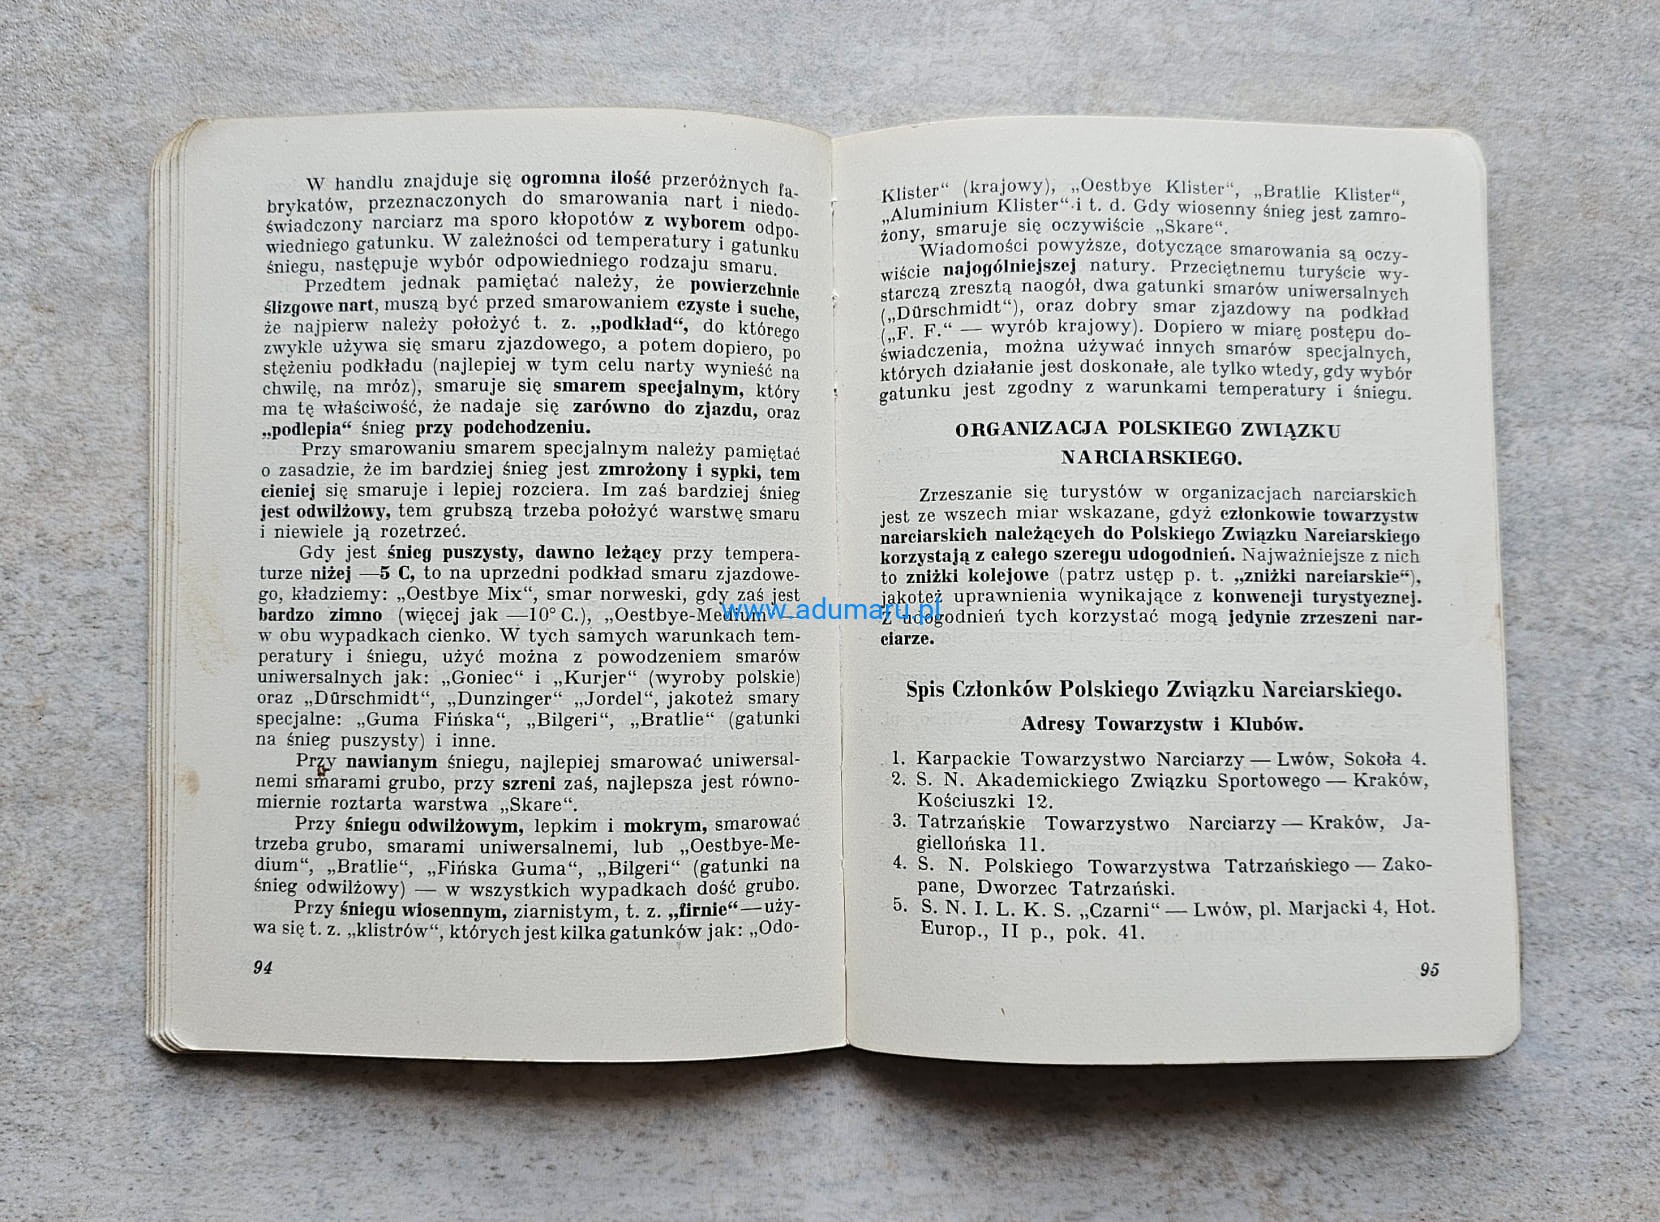 W handlu znajduje się ogromna ilość przeróżnych fa-
brykatów, przeznaczonych do smarowania nart i niedo-
świadczony narciarz ma sporo kłopotów z wyborem odpo-
wiedniego gatunku. W zależności od temperatury i gatunku
śniegu, następuje wybór odpowiedniego rodzaju smaru.
Przedtem jednak pamiętać należy, że powierzchnie
ślizgowe nart, muszą być przed smarowaniem czyste i suche,
że najpierw należy położyć t. z. „podkład“, do którego
zwykle używa się smaru zjazdowego, a potem dopiero, po
stężeniu podkładu (najlepiej w tym celu narty wynieść na
chwilę, na mróz), smaruje się smarem specjalnym, który
ma tę właściwość, że nadaje się zarówno do zjazdu, oraz
„podlepia“ śnieg przy podchodzeniu.
Przy smarowaniu smarem specjalnym należy pamiętać
o zasadzie, że im bardziej śnieg jest zmrożony i sypki, tem
cieniej się smaruje i lepiej rozciera. Im zaś bardziej śnieg
jest odwilżowy, tem grubszą trzeba położyć warstwę smaru
i niewiele ją rozetrzeć.
Gdy jest śnieg puszysty, dawno leżący przy tempera-
turze niżej —5 C, to na uprzedni podkład smaru zjazdowe-
go, kładziemy: „Oestbye Mix“, smar norweski, gdy zaś jest
bardzo zimno (więcej jak —10° C.), „Oestbye-Medium“ —
w obu wypadkach cienko. W tych samych warunkach tem-
peratury i śniegu, użyć można z powodzeniem smarów
uniwersalnych jak: „Goniec“ i „Kurjer“ (wyroby polskie)
oraz „Dürschmidt“, „Dunzinger“ „Jordel“, jakoteż smary
specjalne: „Guma Fińska“, „Bilgeri“, „Bratlie“ (gatunki
na śnieg puszysty) i inne.
Przy nawianym śniegu, najlepiej smarować uniwersal-
nemi smarami grubo, przy szreni zaś, najlepsza jest równo-
miernie roztarta warstwa „Skare“.
Przy śniegu odwilżowym, lepkim i mokrym, smarować
trzeba grubo, smarami uniwersalnemi, lub „Oestbye-Me-
dium“, „Bratlie“, „Fińska Guma“, „Bilgeri“ (gatunki na
śnieg odwilżowy) — w wszystkich wypadkach dość grubo.
Przy śniegu wiosennym, ziarnistym, t. z. „firnie“ — uży-
wa się t. z. „klistrów“, których jest kilka gatunków jak: „Odo-
94
Klister“ (krajowy), „Oestbye Klister“, „Bratlie Klister“,
„Aluminium Klister“ i t. d. Gdy wiosenny śnieg jest zamro-
żony, smaruje się oczywiście „Skare“.
Wiadomości powyższe, dotyczące smarowania są oczy-
wiście najogólniejszej natury. Przeciętnemu turyście wy-
starczą zresztą naogół, dwa gatunki smarów uniwersalnych
(„Dürschmidt“), oraz dobry smar zjazdowy na podkład
(„F. F.“ — wyrób krajowy). Dopiero w miarę postępu do-
świadczenia, można używać innych smarów specjalnych,
których działanie jest doskonałe, ale tylko wtedy, gdy wybór
gatunku jest zgodny z warunkami temperatury i śniegu.
ORGANIZACJA POLSKIEGO ZWIĄZKU
NARCIARSKIEGO.
Zrzeszanie się turystów w organizacjach narciarskich
jest ze wszech miar wskazane, gdyż członkowie towarzystw
narciarskich należących do Polskiego Związku Narciarskiego
korzystają z całego szeregu udogodnień. Najważniejsze z nich
to zniżki kolejowe (patrz ustęp p. t. „zniżki narciarskie“),
jakoteż uprawnienia wynikające z konwencji turystycznej.
Z udogodnień tych korzystać mogą jedynie zrzeszeni nar-
ciarze.
Spis Członków Polskiego Związku Narciarskiego.
Adresy Towarzystw i Klubów.
1. Karpackie Towarzystwo Narciarzy — Lwów, Sokoła 4.
2. S. N. Akademickiego Związku Sportowego — Kraków,
Kościuszki 12.
3. Tatrzańskie Towarzystwo Narciarzy — Kraków, Ja-
giellońska 11.
4. S. N. Polskiego Towarzystwa Tatrzańskiego — Zako-
pane, Dworzec Tatrzański.
5. S. N. I. L. K. S. „Czarni“ — Lwów, pl. Marjacki 4, Hot.
Europ., II p., pok. 41.
95
www.adumaru.pl